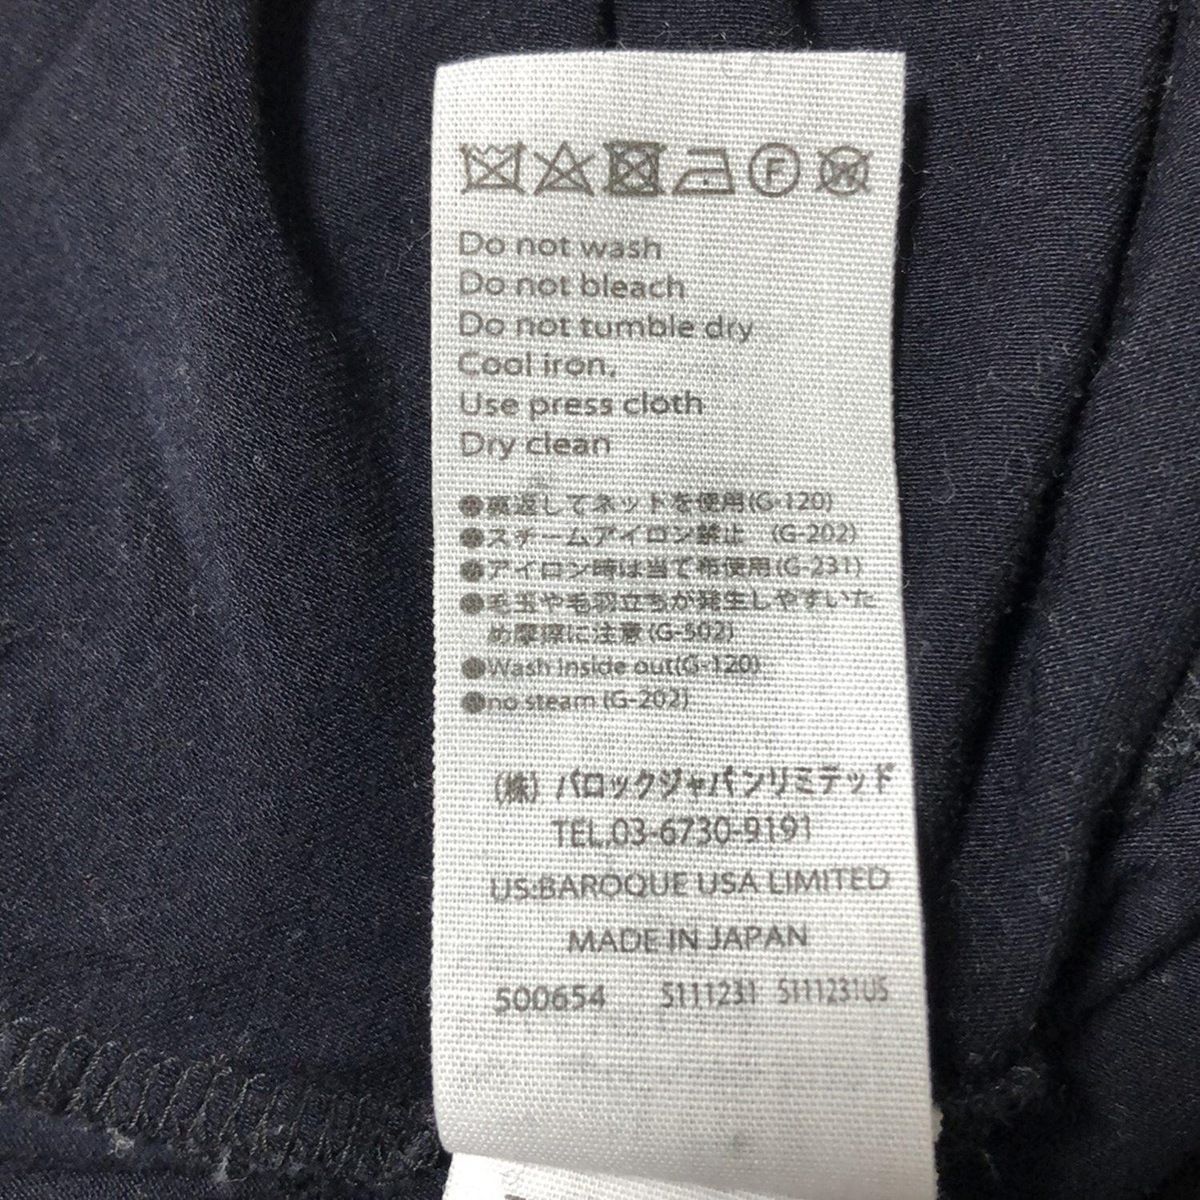 F
W
Do not wash
Do not bleach
Do not tumble dry
Cool iron.
Use press cloth
Dry clean
●裏返してネットを使用(G-120)
●スチームアイロン禁止 (G-202)
●アイロン時は当て布使用(G-231)
●毛玉や毛羽立ちが発生しやすいた
め摩擦に注意(G-502)
●Wash inside out(G-120)
●no steam (G-202)
(株) バロックジャパンリミテッド
TEL.03-6730-9191
US:BAROQUE USA LIMITED
MADE IN JAPAN
500654 5111231 5111231US